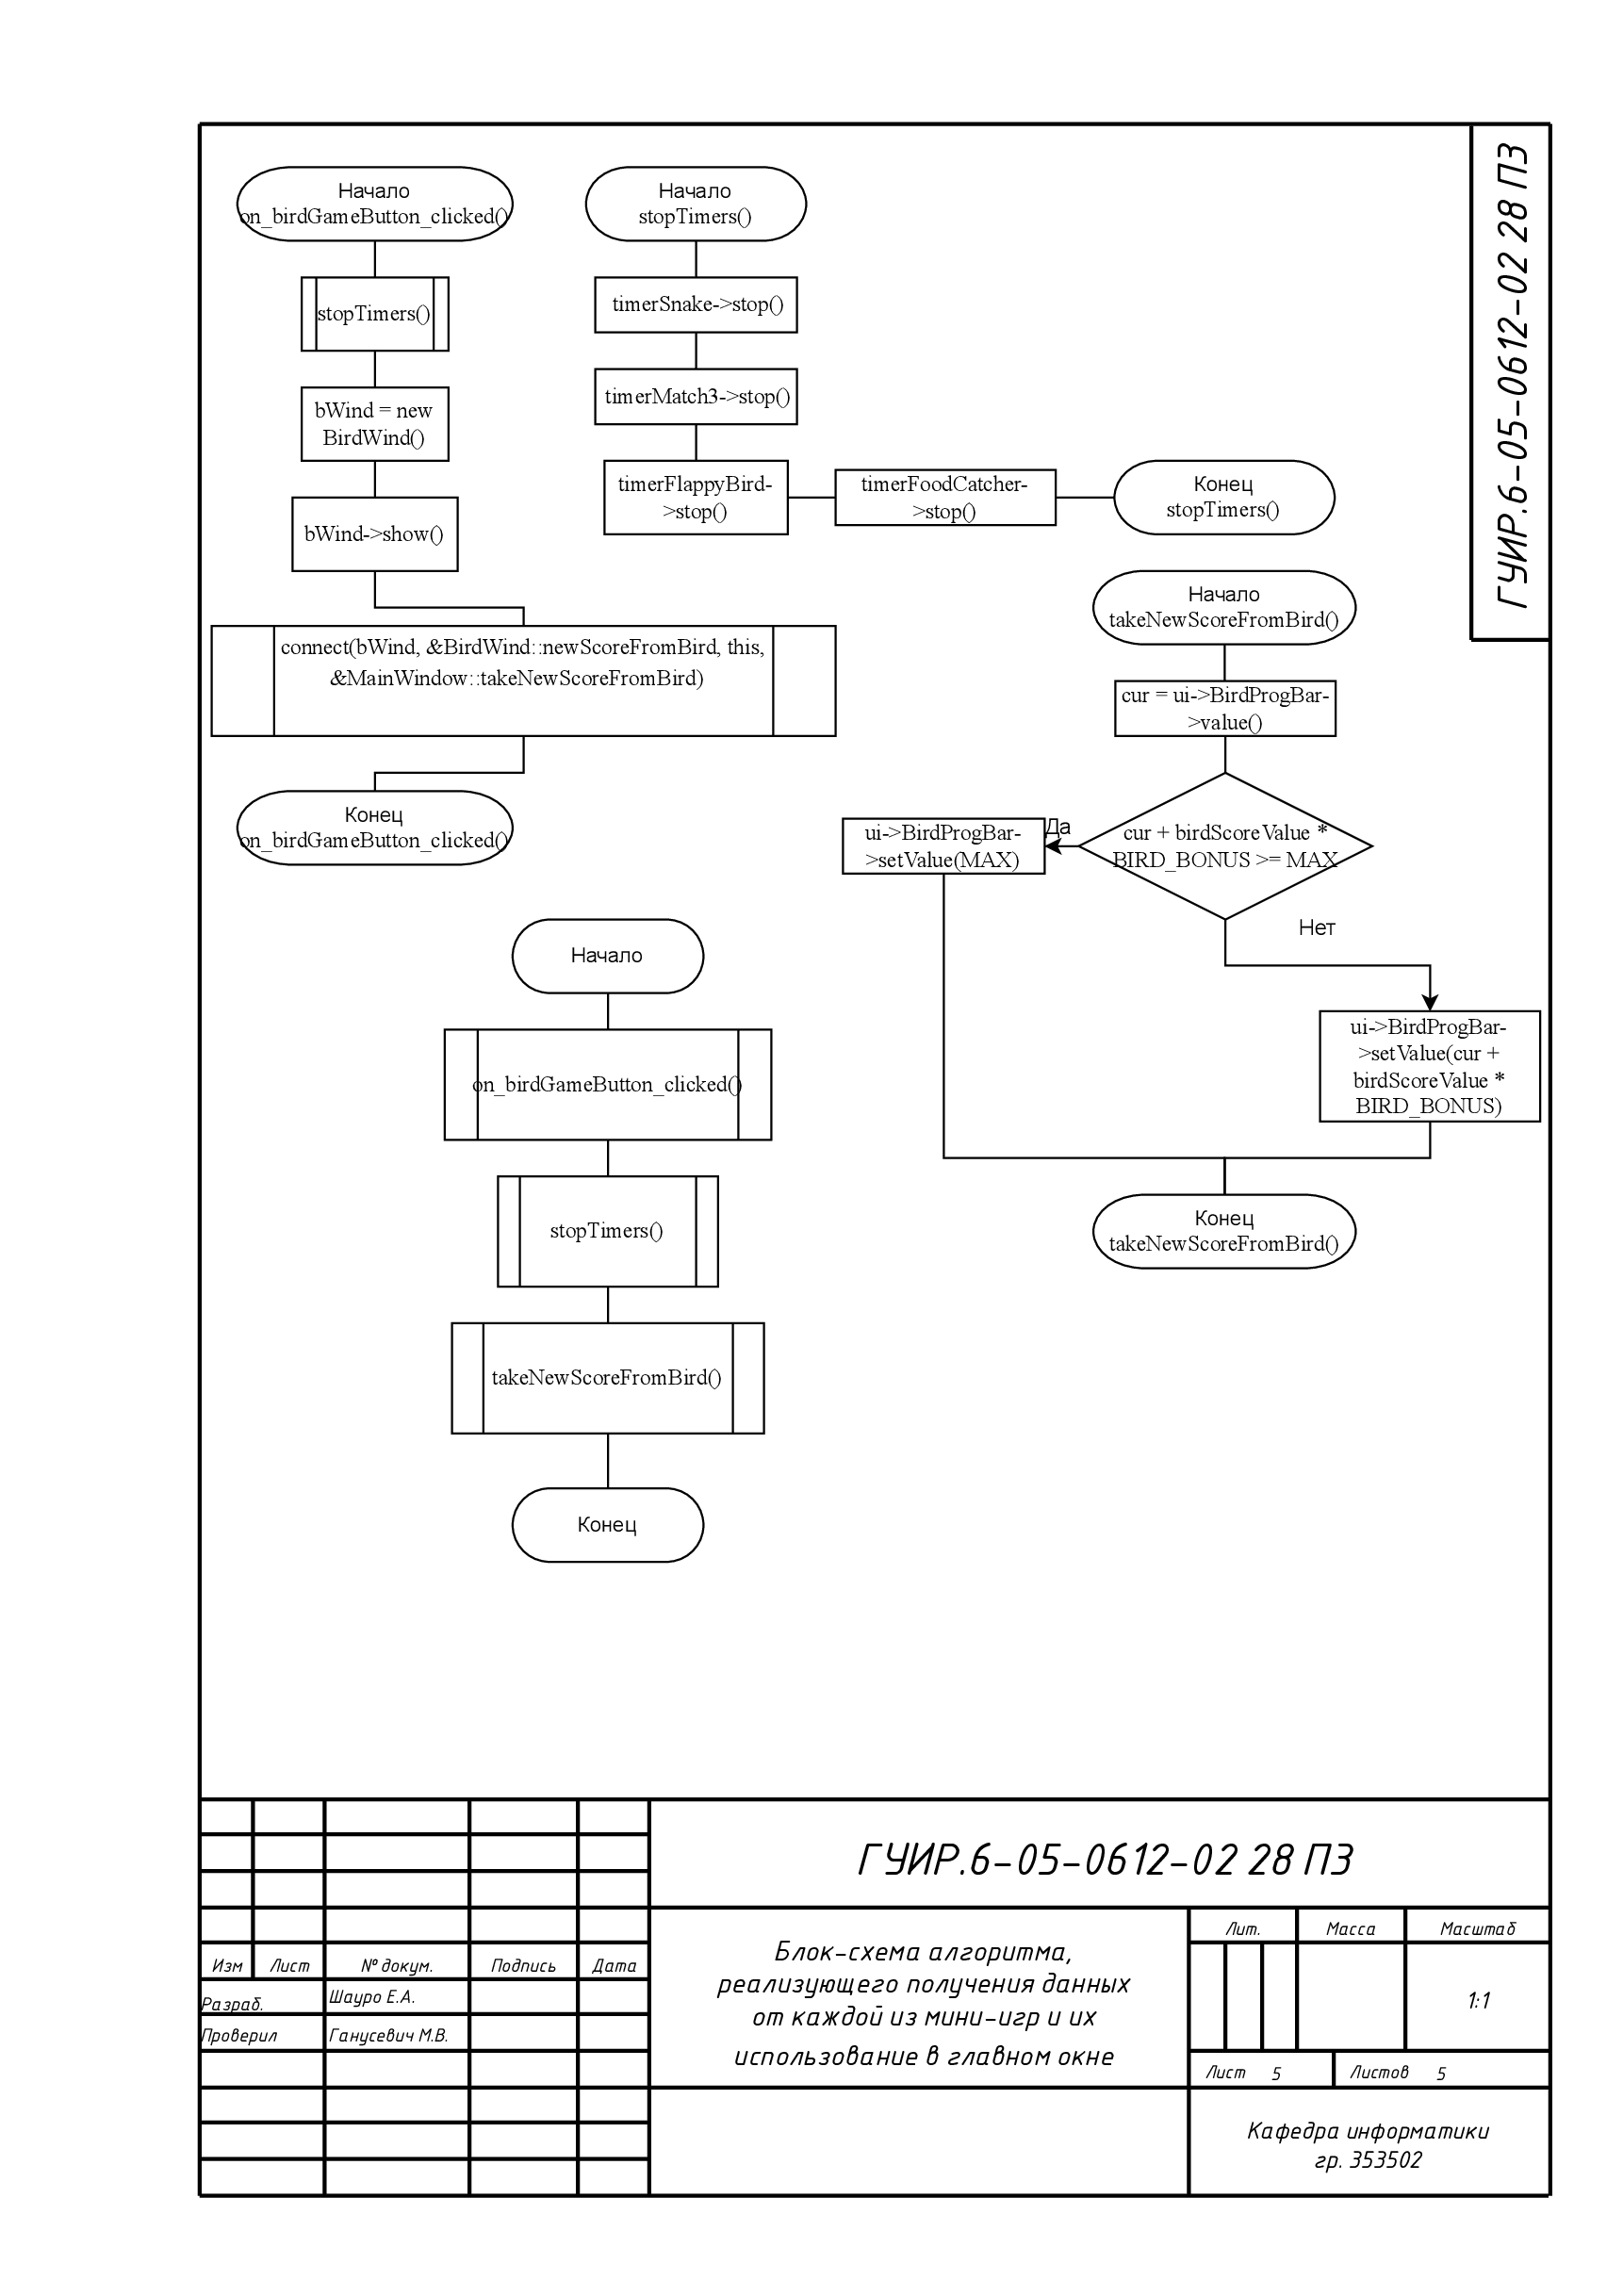 ГУИР.6-05-0612-02 28 ПЗ
Начало
on_birdGameButton_clicked()
stopTimers()
bWind = new
BirdWind()
bWind->show()
connect(bWind, &BirdWind::newScoreFromBird, this,
&MainWindow::takeNewScoreFromBird)
Конец
on_birdGameButton_clicked()
Начало
stopTimers()
timerSnake->stop()
timerMatch3->stop()
timerFlappyBird-
>stop()
timerFoodCatcher-
>stop()
Конец
stopTimers()
Начало
takeNewScoreFromBird()
cur = ui->BirdProgBar-
>value()
cur + birdScoreValue *
BIRD_BONUS >= MAX
Да
ui->BirdProgBar-
>setValue(MAX)
Нет
ui->BirdProgBar-
>setValue(cur +
birdScoreValue *
BIRD_BONUS)
Конец
takeNewScoreFromBird()
Начало
on_birdGameButton_clicked()
stopTimers()
takeNewScoreFromBird()
Конец
ГУИР.6-05-0612-02 28 ПЗ
Изм Лист № докум. Подпись Дата
Разраб. Шауро Е.А.
Проверил Ганусевич М.В.
Блок-схема алгоритма,
реализующего получения данных
от каждой из мини-игр и их
использование в главном окне
Лит. Масса Масштаб
1:1
Лист 5 Листов 5
Кафедра информатики
гр. 353502